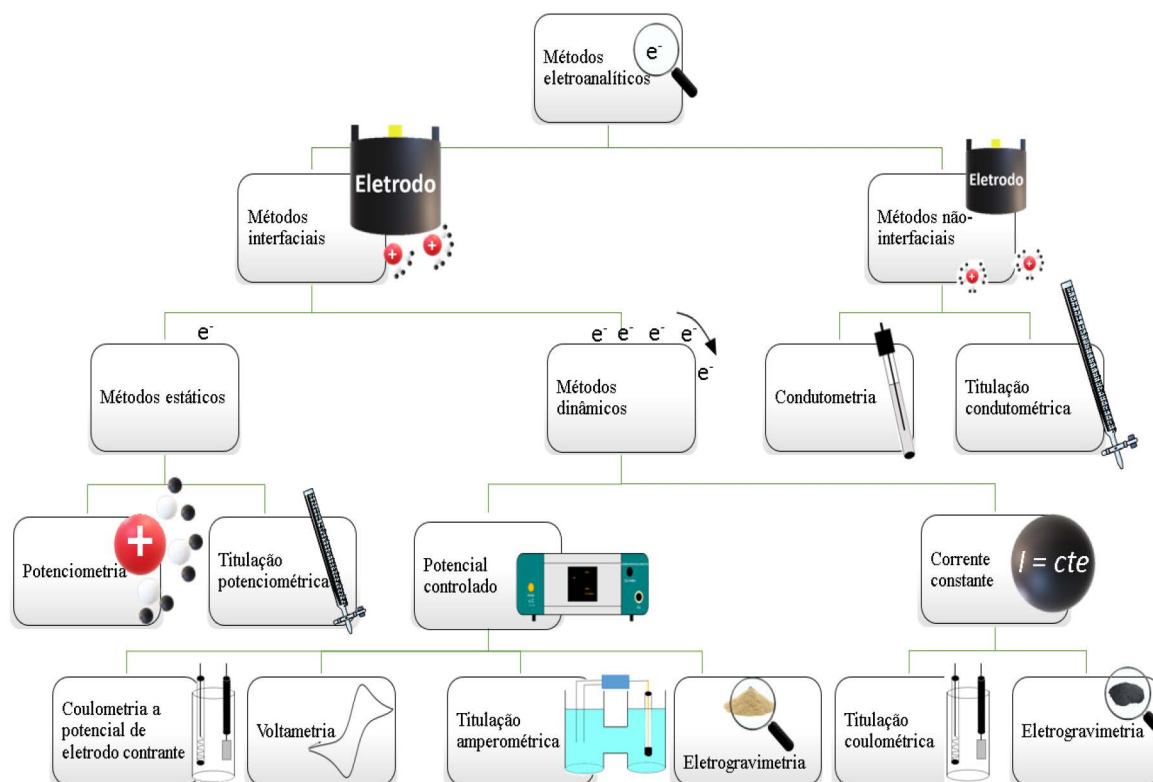 Métodos
eletroanalíticos
e-
Eletrodo
Métodos
interfaciais
+
+
Eletrodo
Métodos não-
interfaciais
+
+
e-
Métodos estáticos
e- e- e- e-
e-
Métodos
dinâmicos
Condutometria
Titulação
condutométrica
Potenciometria
+
Titulação
potenciométrica
Potencial
controlado
Corrente
constante
I = cte
Coulometria a
potencial de
eletrodo contrante
Voltametria
Titulação
amperométrica
Eletrogravimetria
Titulação
coulométrica
Eletrogravimetria